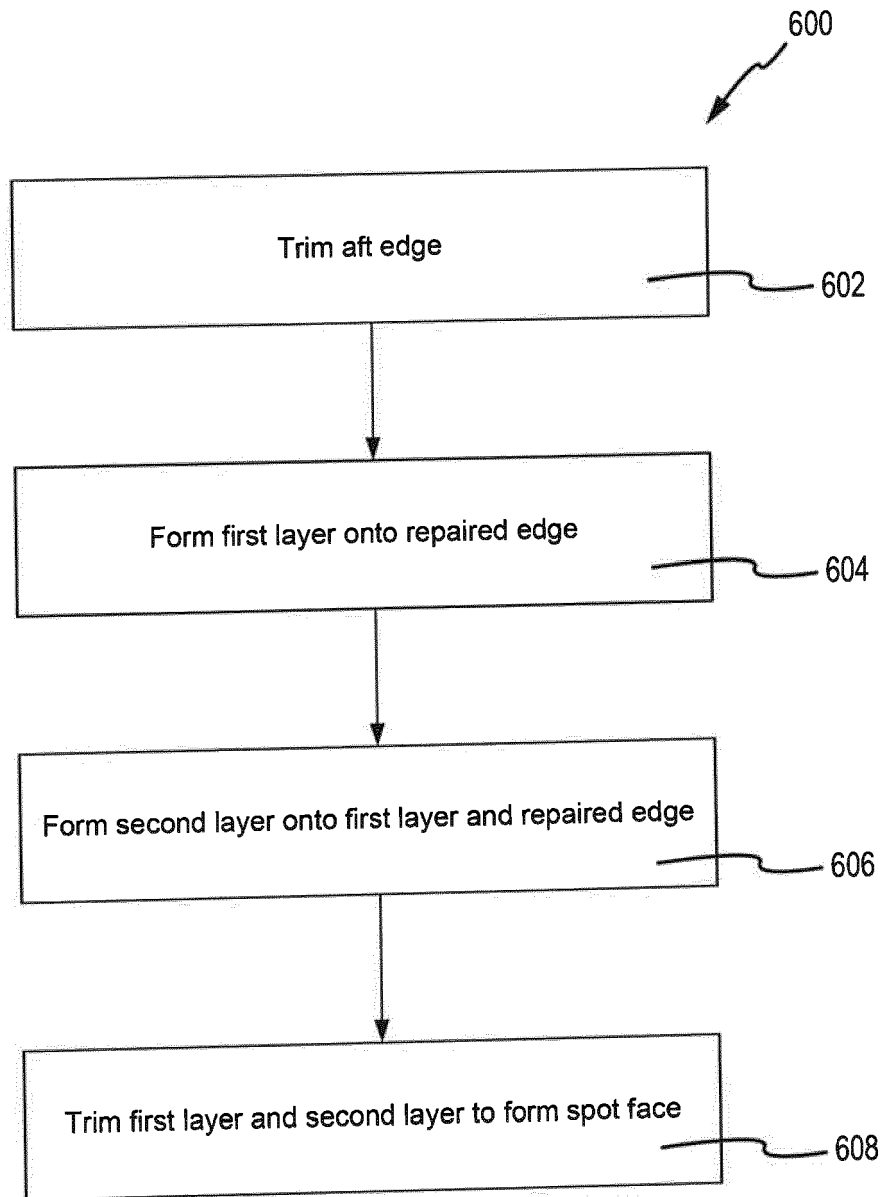 600
Trim aft edge
602
Form first layer onto repaired edge
604
Form second layer onto first layer and repaired edge
606
Trim first layer and second layer to form spot face
608